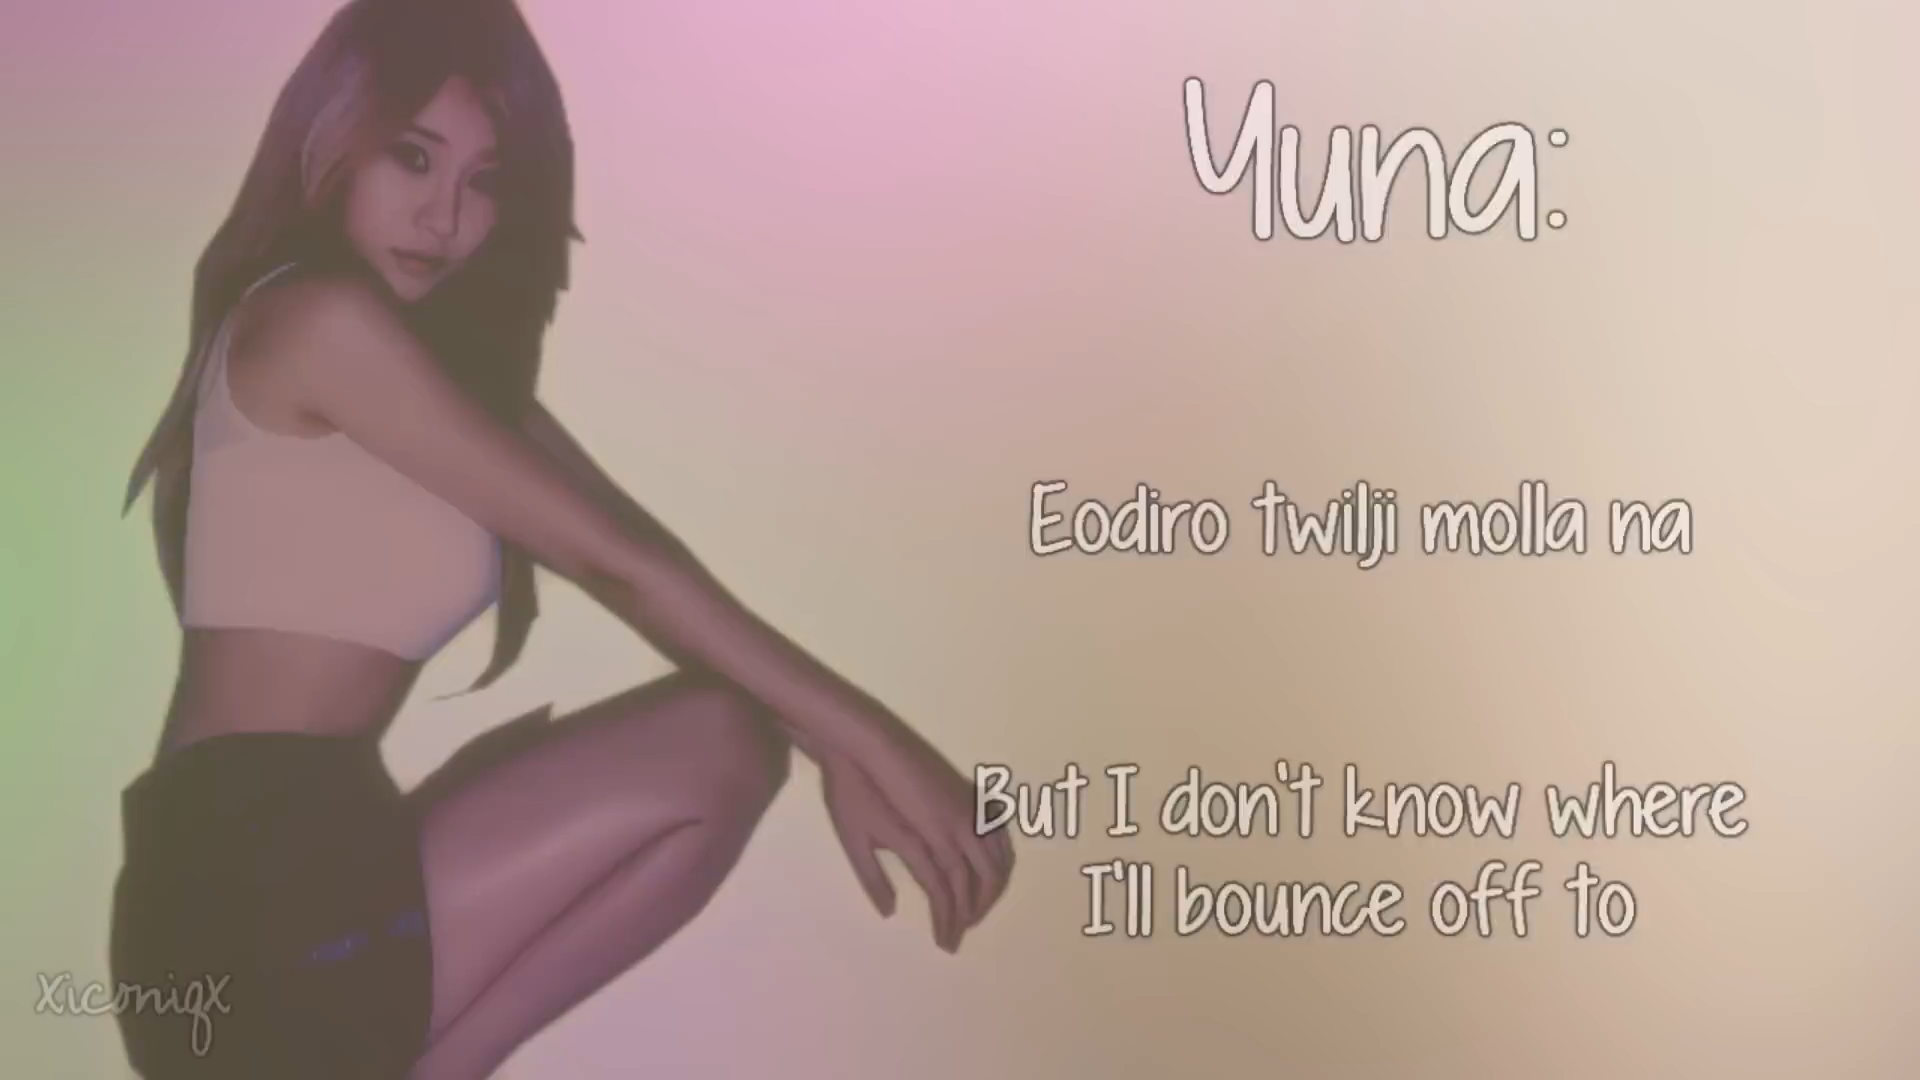 Yuna:
Eodiro twilji molla na
But I don't know where
I'll bounce off to
XiconiqX